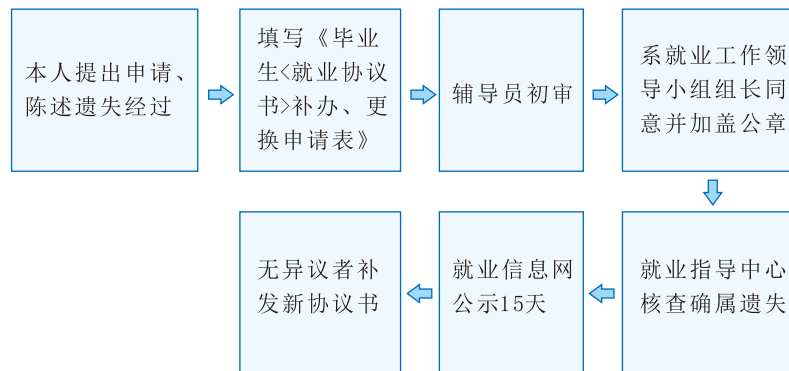 本人提出申请、
陈述遗失经过
填写《毕业
生<就业协议
书>补办、更
换申请表》
辅导员初审
系就业工作领
导小组组长同
意并加盖公章
就业指导中心
核查确属遗失
就业信息网
公示15天
无异议者补
发新协议书